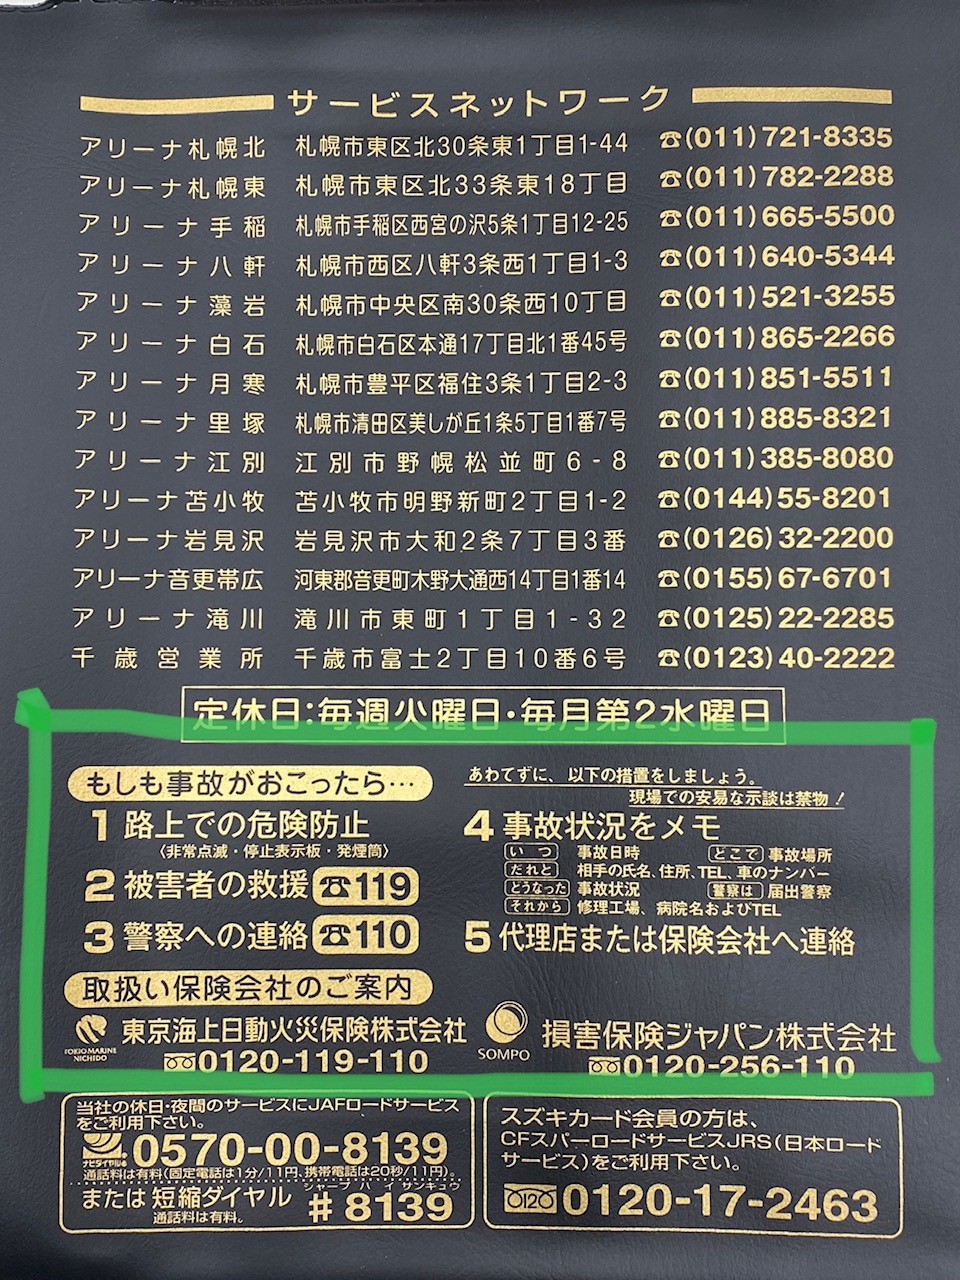 サービスネットワーク
アリーナ札幌北 札幌市東区北30条東1丁目1-44 ☎(011)721-8335
アリーナ札幌東 札幌市東区北33条東18丁目 ☎(011)782-2288
アリーナ手稲 札幌市手稲区西宮の沢5条1丁目12-25 ☎(011)665-5500
アリーナ八軒 札幌市西区八軒3条西1丁目1-3 ☎(011)640-5344
アリーナ藻岩 札幌市中央区南30条西10丁目 ☎(011)521-3255
アリーナ白石 札幌市白石区本通17丁目北1番45号 ☎(011)865-2266
アリーナ月寒 札幌市豊平区福住3条1丁目2-3 ☎(011)851-5511
アリーナ里塚 札幌市清田区美しが丘1条5丁目1番7号 ☎(011)885-8321
アリーナ江別 江別市野幌松並町6-8 ☎(011)385-8080
アリーナ苫小牧 苫小牧市明野新町2丁目1-2 ☎(0144)55-8201
アリーナ岩見沢 岩見沢市大和2条7丁目3番 ☎(0126)32-2200
アリーナ音更帯広 河東郡音更町木野大通西14丁目1番14 ☎(0155)67-6701
アリーナ滝川 滝川市東町1丁目1-32 ☎(0125)22-2285
千歳営業所 千歳市富士2丁目10番6号 ☎(0123)40-2222
定休日:毎週火曜日・毎月第2水曜日
もしも事故がおこったら…
1 路上での危険防止
〈非常点滅・停止表示板・発煙筒〉
2 被害者の救援 ☎119
3 警察への連絡 ☎110
あわてずに、以下の措置をしましょう。
現場での安易な示談は禁物!
4 事故状況をメモ
いつ 事故日時 どこで 事故場所
だれと 相手の氏名、住所、TEL、車のナンバー
どうなった 事故状況 警察は 届出警察
それから 修理工場、病院名およびTEL
5 代理店または保険会社へ連絡
取扱い保険会社のご案内
TOKIO MARINE
NICHIDO
東京海上日動火災保険株式会社
0120-119-110
SOMPO
損害保険ジャパン株式会社
0120-256-110
当社の休日・夜間のサービスにJAFロードサービス
をご利用下さい。
ナビダイヤル 0570-00-8139
通話料は有料(固定電話は1分/11円、携帯電話は20秒/11円)。
シャープ ハイ サンキュウ
または短縮ダイヤル #8139
通話料は有料。
スズキカード会員の方は、
CFスパーロードサービスJRS(日本ロード
サービス)をご利用下さい。
0120-17-2463